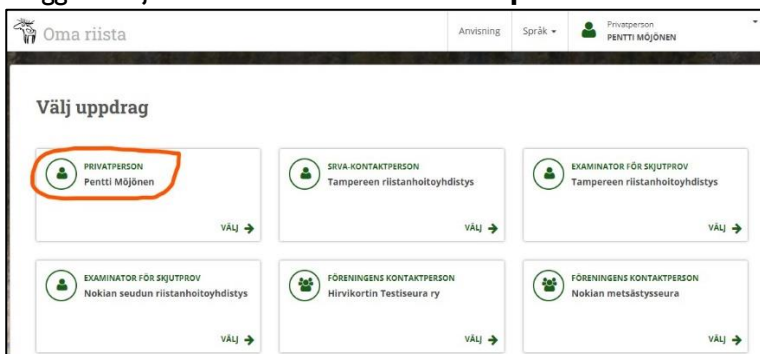 Oma riista
Anvisning
Språk
Privatperson
PENTTI MÖJÖNEN
Välj uppdrag
PRIVATPERSON
Pentti Möjönen
VÄLJ
SRVA-KONTAKTPERSON
Tampereen riistanhoitoyhdistys
VÄLJ
EXAMINATOR FÖR SKJUTPROV
Tampereen riistanhoitoyhdistys
VÄLJ
EXAMINATOR FÖR SKJUTPROV
Nokian seudun riistanhoitoyhdistys
VÄLJ
FÖRENINGENS KONTAKTPERSON
Hirvikortin Testiseura ry
VÄLJ
FÖRENINGENS KONTAKTPERSON
Nokian metsästysseura
VÄLJ